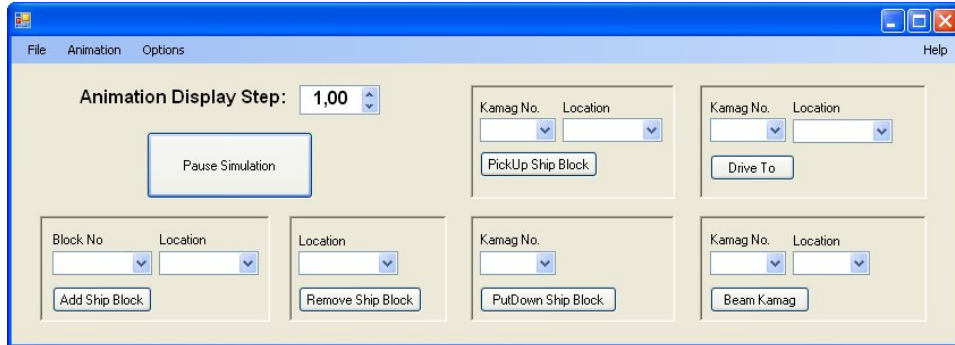 File Animation Options Help
Animation Display Step: 1,00
Pause Simulation
Kamag No. Location
PickUp Ship Block
Kamag No. Location
Drive To
Block No Location
Add Ship Block
Location
Remove Ship Block
Kamag No.
PutDown Ship Block
Kamag No. Location
Beam Kamag